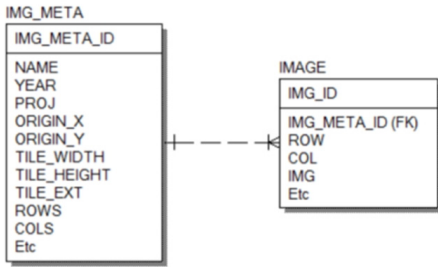 IMG_META
IMG_META_ID
NAME
YEAR
PROJ
ORIGIN_X
ORIGIN_Y
TILE_WIDTH
TILE_HEIGHT
TILE_EXT
ROWS
COLS
Etc
IMAGE
IMG_ID
IMG_META_ID (FK)
ROW
COL
IMG
Etc